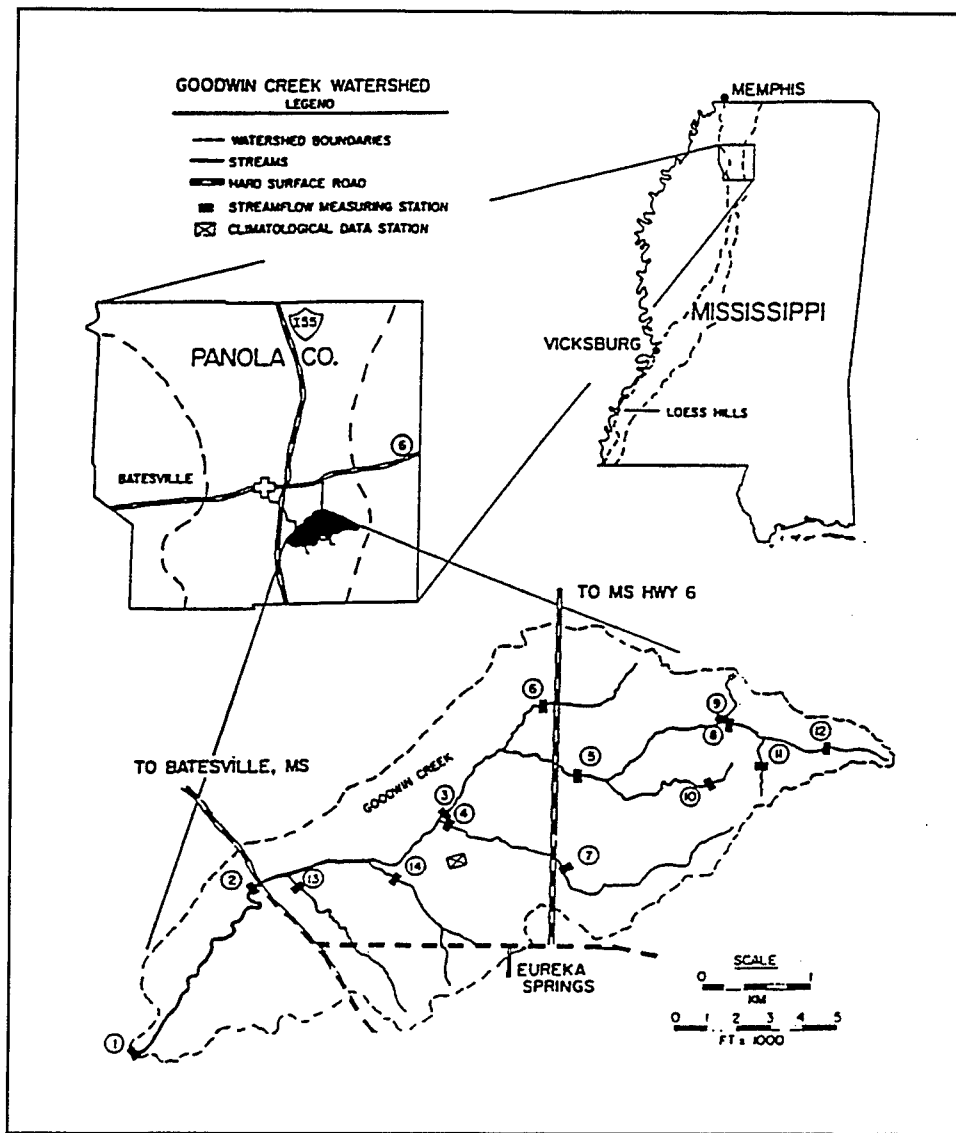 GOODWIN CREEK WATERSHED
LEGEND
WATERSHED BOUNDARIES
STREAMS
HARD SURFACE ROAD
STREAMFLOW MEASURING STATION
CLIMATOLOGICAL DATA STATION
MEMPHIS
MISSISSIPPI
VICKSBURG
LOESS HILLS
I55
PANOLA CO.
6
BATESVILLE
TO MS HWY 6
TO BATESVILLE, MS
GOODWIN CREEK
6
9
8
12
11
5
10
3
4
7
14
2
13
1
EUREKA
SPRINGS
SCALE
0 1
KM
0 1 2 3 4 5
FT x 1000